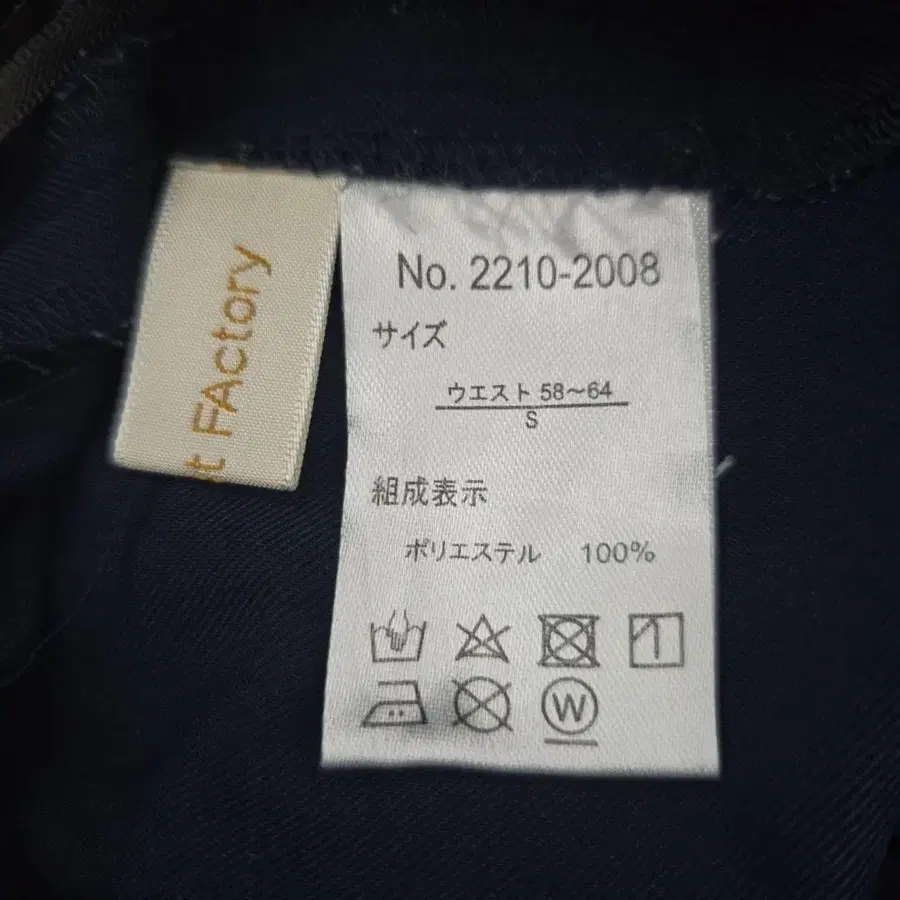 FActory
No. 2210-2008
サイズ
ウエスト 58〜64
S
組成表示
ポリエステル 100%
W